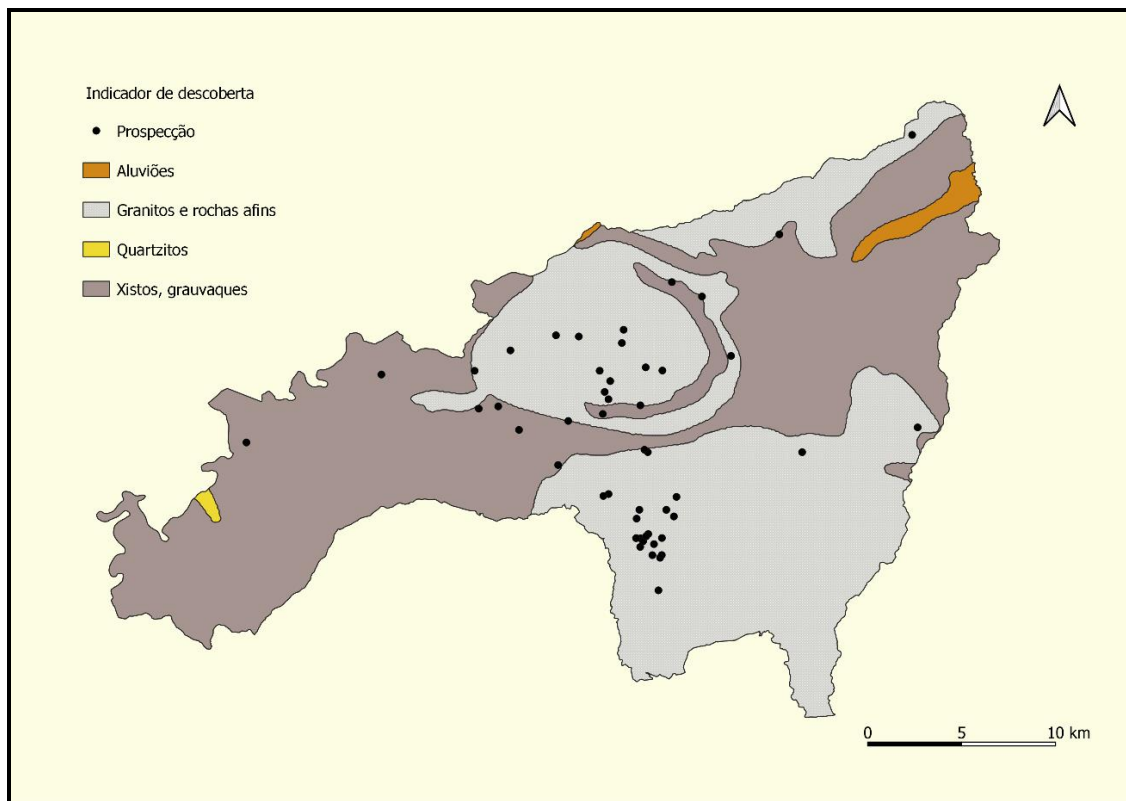 Indicador de descoberta
Prospecção
Aluviões
Granitos e rochas afins
Quartzitos
Xistos, grauvaques
0 5 10 km